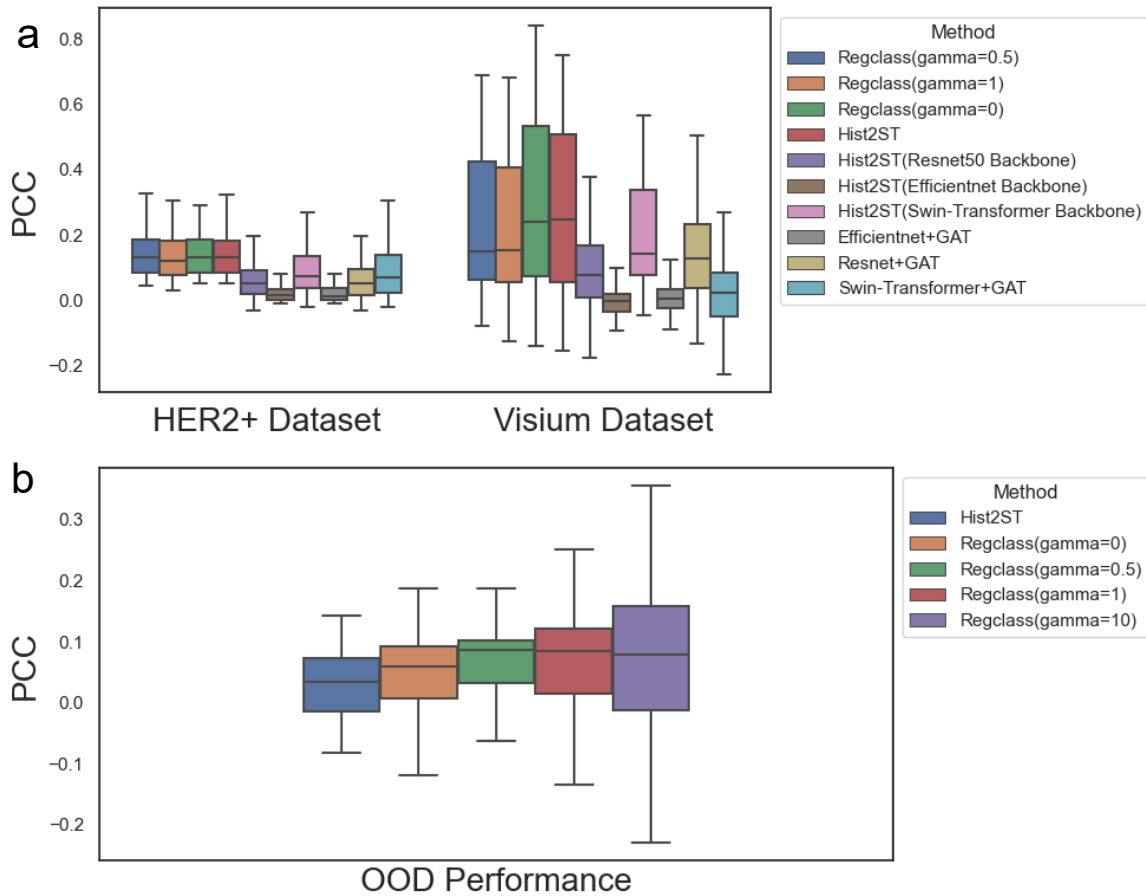 a
0.8
0.6
0.4
0.2
0.0
−0.2
PCC
HER2+ Dataset
Visium Dataset
Method
Regclass(gamma=0.5)
Regclass(gamma=1)
Regclass(gamma=0)
Hist2ST
Hist2ST(Resnet50 Backbone)
Hist2ST(Efficientnet Backbone)
Hist2ST(Swin-Transformer Backbone)
Efficientnet+GAT
Resnet+GAT
Swin-Transformer+GAT
b
0.3
0.2
0.1
0.0
−0.1
−0.2
PCC
OOD Performance
Method
Hist2ST
Regclass(gamma=0)
Regclass(gamma=0.5)
Regclass(gamma=1)
Regclass(gamma=10)